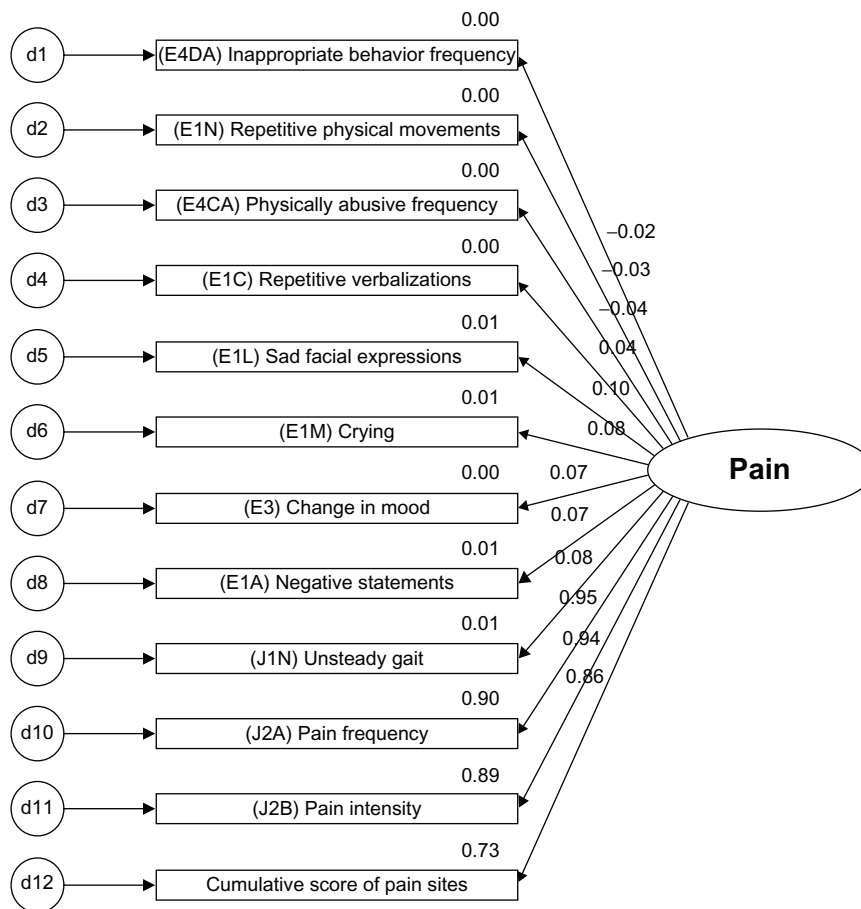 0.00
d1 (E4DA) Inappropriate behavior frequency
0.00
d2 (E1N) Repetitive physical movements
0.00
d3 (E4CA) Physically abusive frequency
−0.02
0.00
−0.03
d4 (E1C) Repetitive verbalizations
−0.04
0.01
0.04
d5 (E1L) Sad facial expressions
0.10
0.01
d6 (E1M) Crying
0.08
Pain
0.00
0.07
d7 (E3) Change in mood
0.07
0.01
0.08
d8 (E1A) Negative statements
0.95
0.01
0.94
d9 (J1N) Unsteady gait
0.86
0.90
d10 (J2A) Pain frequency
0.89
d11 (J2B) Pain intensity
0.73
d12 Cumulative score of pain sites